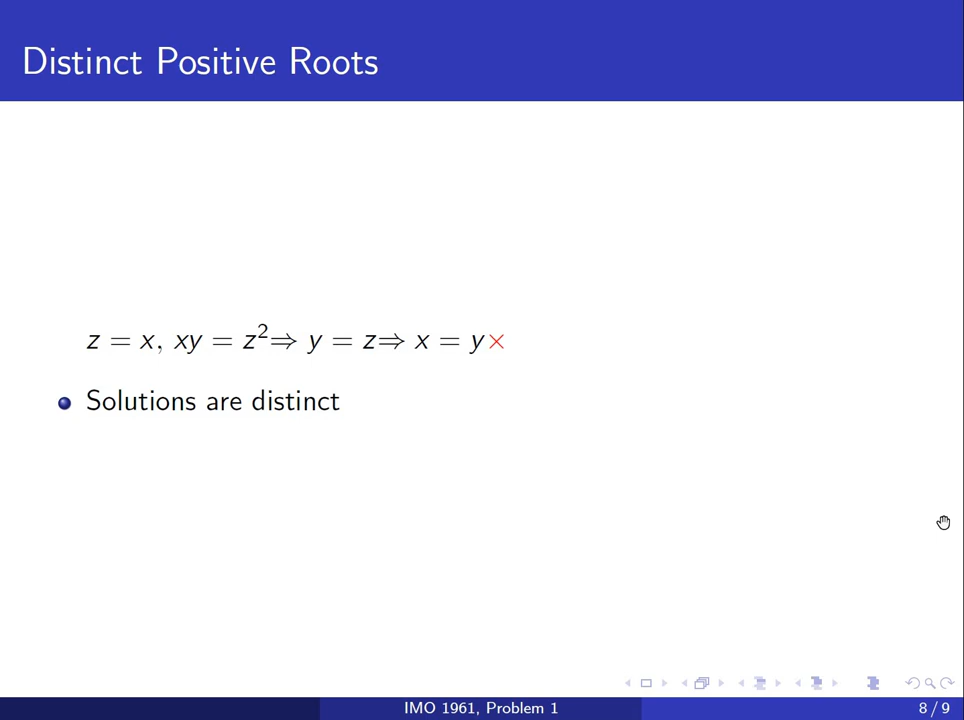 Distinct Positive Roots
z = x, xy = z² ⇒ y = z ⇒ x = y ×
Solutions are distinct
IMO 1961, Problem 1
8 / 9